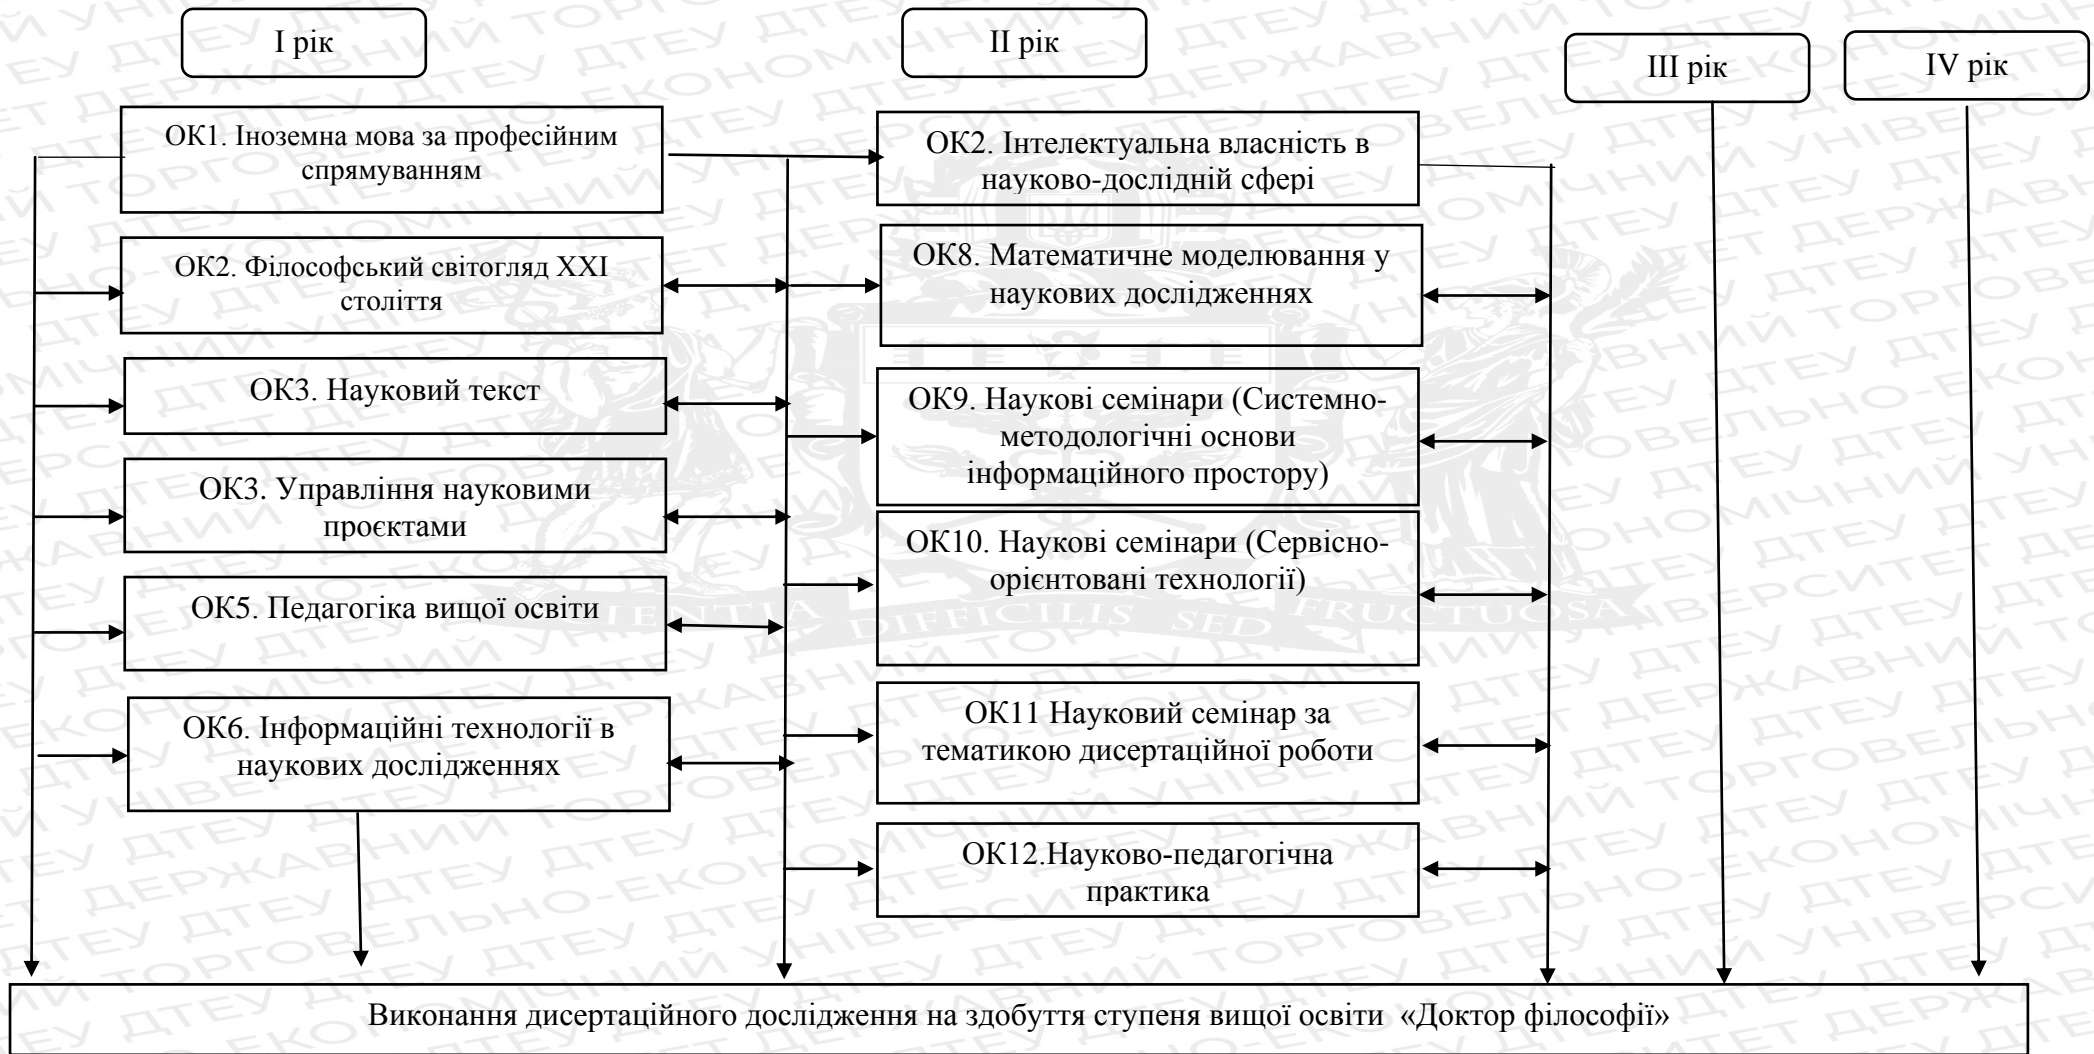 І рік
ІІ рік
ІІІ рік
ІV рік
ОК1. Іноземна мова за професійним
спрямуванням
ОК2. Філософський світогляд ХХІ
століття
ОК3. Науковий текст
ОК3. Управління науковими
проєктами
ОК5. Педагогіка вищої освіти
ОК6. Інформаційні технології в
наукових дослідженнях
ОК2. Інтелектуальна власність в
науково-дослідній сфері
ОК8. Математичне моделювання у
наукових дослідженнях
ОК9. Наукові семінари (Системно-
методологічні основи
інформаційного простору)
ОК10. Наукові семінари (Сервісно-
орієнтовані технології)
ОК11 Науковий семінар за
тематикою дисертаційної роботи
ОК12.Науково-педагогічна
практика
Виконання дисертаційного дослідження на здобуття ступеня вищої освіти «Доктор філософії»